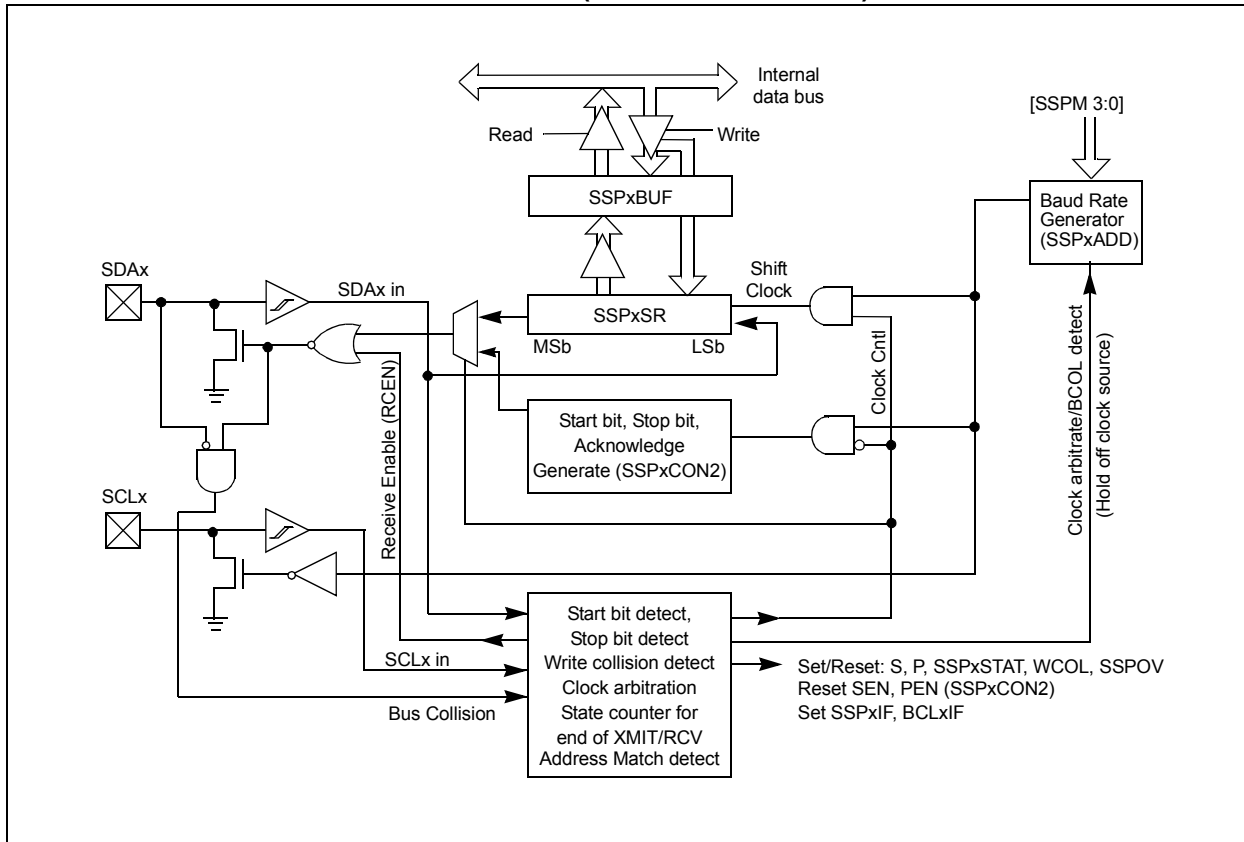 Internal
data bus
[SSPM 3:0]
Read
Write
SSPxBUF
Baud Rate
Generator
(SSPxADD)
SDAx
SDAx in
Shift
Clock
SSPxSR
MSb
LSb
Receive Enable (RCEN)
Clock Cntl
Clock arbitrate/BCOL detect
(Hold off clock source)
Start bit, Stop bit,
Acknowledge
Generate (SSPxCON2)
SCLx
SCLx in
Bus Collision
Start bit detect,
Stop bit detect
Write collision detect
Clock arbitration
State counter for
end of XMIT/RCV
Address Match detect
Set/Reset: S, P, SSPxSTAT, WCOL, SSPOV
Reset SEN, PEN (SSPxCON2)
Set SSPxIF, BCLxIF